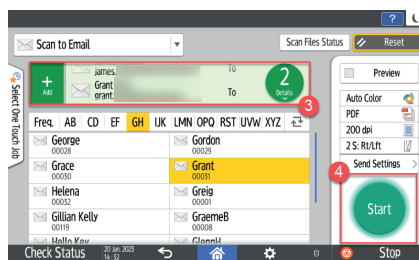 ?
Scan to Email
Scan Files Status
Reset
Select One Touch Job
Add
james.
To
Grant
grant.
To
2
Details
3
Preview
Auto Color
PDF
200 dpi
2 S: Rt/Lft
Send Settings
Freq. AB CD EF GH IJK LMN OPQ RST UVW XYZ
George
00028
Gordon
00029
Grace
00030
Grant
00031
Helena
00032
Greig
00001
Gillian Kelly
00119
GraemeB
00008
Hello Kev
GlennH
4
Start
Check Status
20 Jan. 2023
14:32
Stop